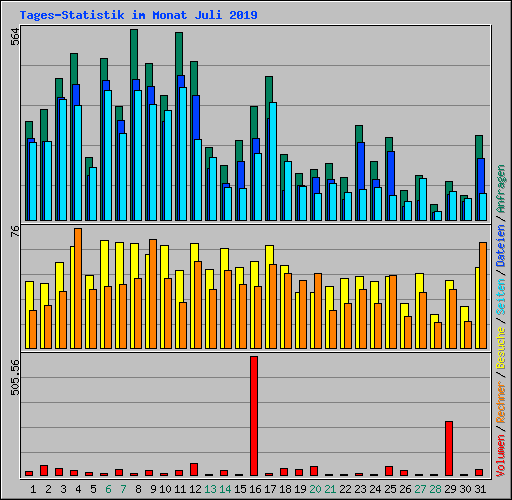 Tages-Statistik im Monat Juli 2019
564
76
505.56
Volumen / Rechner / Besuche / Seiten / Dateien / Anfragen
1 2 3 4 5 6 7 8 9 10 11 12 13 14 15 16 17 18 19 20 21 22 23 24 25 26 27 28 29 30 31